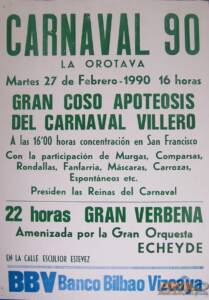 CARNAVAL 90
LA OROTAVA
Martes 27 de Febrero-1990 16 horas
GRAN COSO APOTEOSIS
DEL CARNAVAL VILLERO
A las 16'00 horas concentración en San Francisco
Con la participación de Murgas, Comparsas,
Rondallas, Fanfarria, Máscaras, Carrozas,
Espontáneos etc.
Presiden las Reinas del Carnaval
22 horas GRAN VERBENA
Amenizada por la Gran Orquesta
ECHEYDE
EN LA CALLE ESCULTOR ESTEVEZ
BBV Banco Bilbao Vizcaya